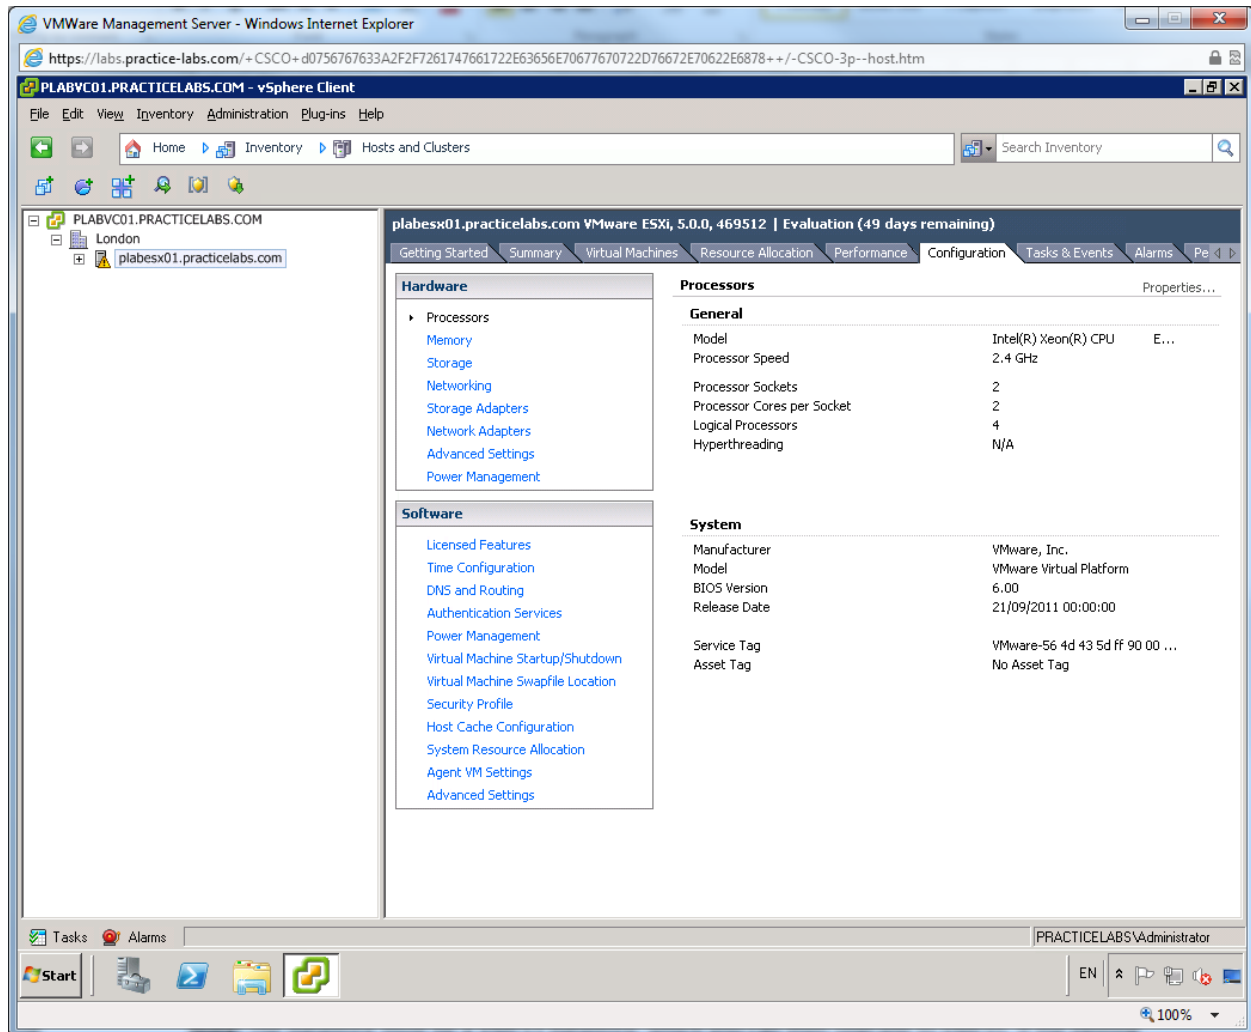 VMWare Management Server - Windows Internet Explorer
https://labs.practice-labs.com/+CSCO+d0756767633A2F2F7261747661722E63656E70677670722D76672E70622E6878++/-CSCO-3p--host.htm
PLABVC01.PRACTICELABS.COM - vSphere Client
File Edit View Inventory Administration Plug-ins Help
Home Inventory Hosts and Clusters Search Inventory
PLABVC01.PRACTICELABS.COM
London
plabesx01.practicelabs.com
plabesx01.practicelabs.com VMware ESXi, 5.0.0, 469512 | Evaluation (49 days remaining)
Getting Started Summary Virtual Machines Resource Allocation Performance Configuration Tasks & Events Alarms Pe
Hardware
Processors
Memory
Storage
Networking
Storage Adapters
Network Adapters
Advanced Settings
Power Management
Software
Licensed Features
Time Configuration
DNS and Routing
Authentication Services
Power Management
Virtual Machine Startup/Shutdown
Virtual Machine Swapfile Location
Security Profile
Host Cache Configuration
System Resource Allocation
Agent VM Settings
Advanced Settings
Processors Properties...
General
Model Intel(R) Xeon(R) CPU E...
Processor Speed 2.4 GHz
Processor Sockets 2
Processor Cores per Socket 2
Logical Processors 4
Hyperthreading N/A
System
Manufacturer VMware, Inc.
Model VMware Virtual Platform
BIOS Version 6.00
Release Date 21/09/2011 00:00:00
Service Tag VMware-56 4d 43 5d ff 90 00 ...
Asset Tag No Asset Tag
Tasks Alarms PRACTICELABS\Administrator
Start EN
100%